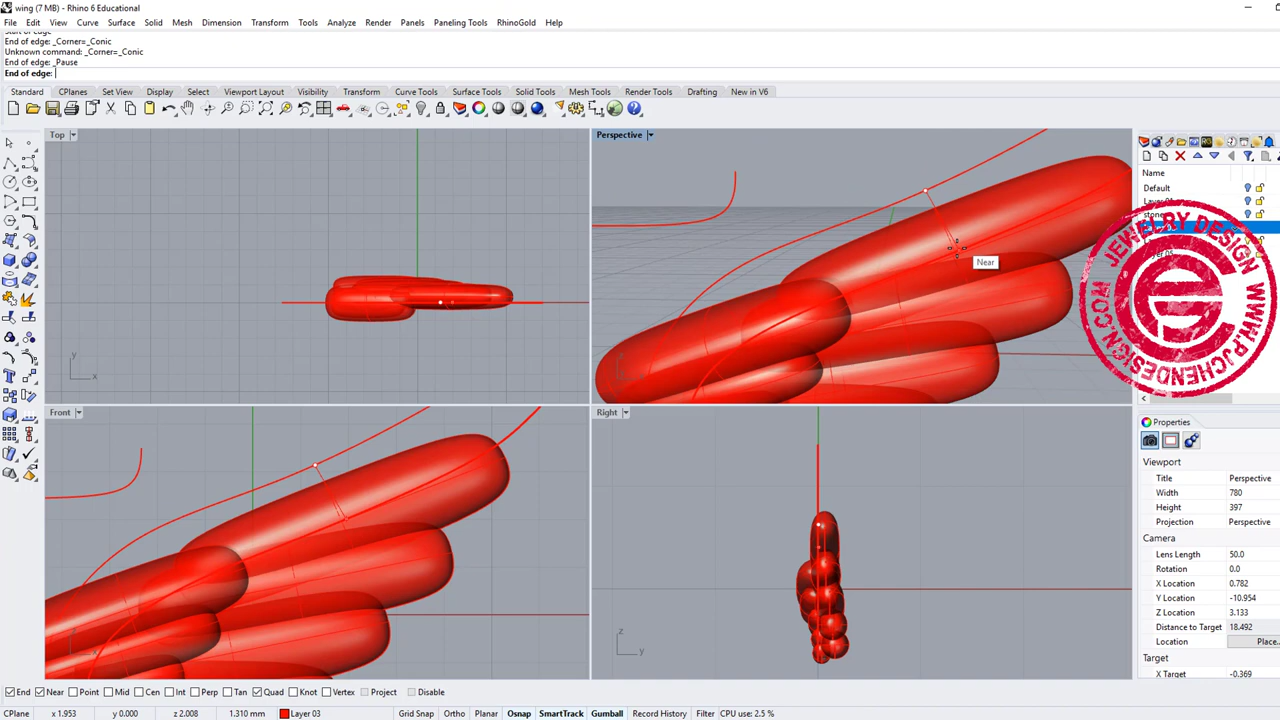 wing (7 MB) - Rhino 6 Educational
File Edit View Curve Surface Solid Mesh Dimension Transform Tools Analyze Render Panels Paneling Tools RhinoGold Help
Start of edge
End of edge: _Corner=_Conic
Unknown command: _Corner=_Conic
End of edge: _Pause
End of edge:
Standard CPlanes Set View Display Select Viewport Layout Visibility Transform Curve Tools Surface Tools Solid Tools Mesh Tools Render Tools Drafting New in V6
Top
y
x
Perspective
Near
Front
Right
z
y
Name
Default
stone
JEWELRY DESIGN WWW.PJCHENDESIGN.COM
Properties
Viewport
Title Perspective
Width 780
Height 397
Projection Perspective
Camera
Lens Length 50.0
Rotation 0.0
X Location 0.782
Y Location -10.954
Z Location 3.133
Distance to Target 18.492
Location Place...
Target
X Target -0.369
End Near Point Mid Cen Int Perp Tan Quad Knot Vertex Project Disable
CPlane x 1.953 y 0.000 z 2.008 1.310 mm Layer 03 Grid Snap Ortho Planar Osnap SmartTrack Gumball Record History Filter CPU use: 2.5 %